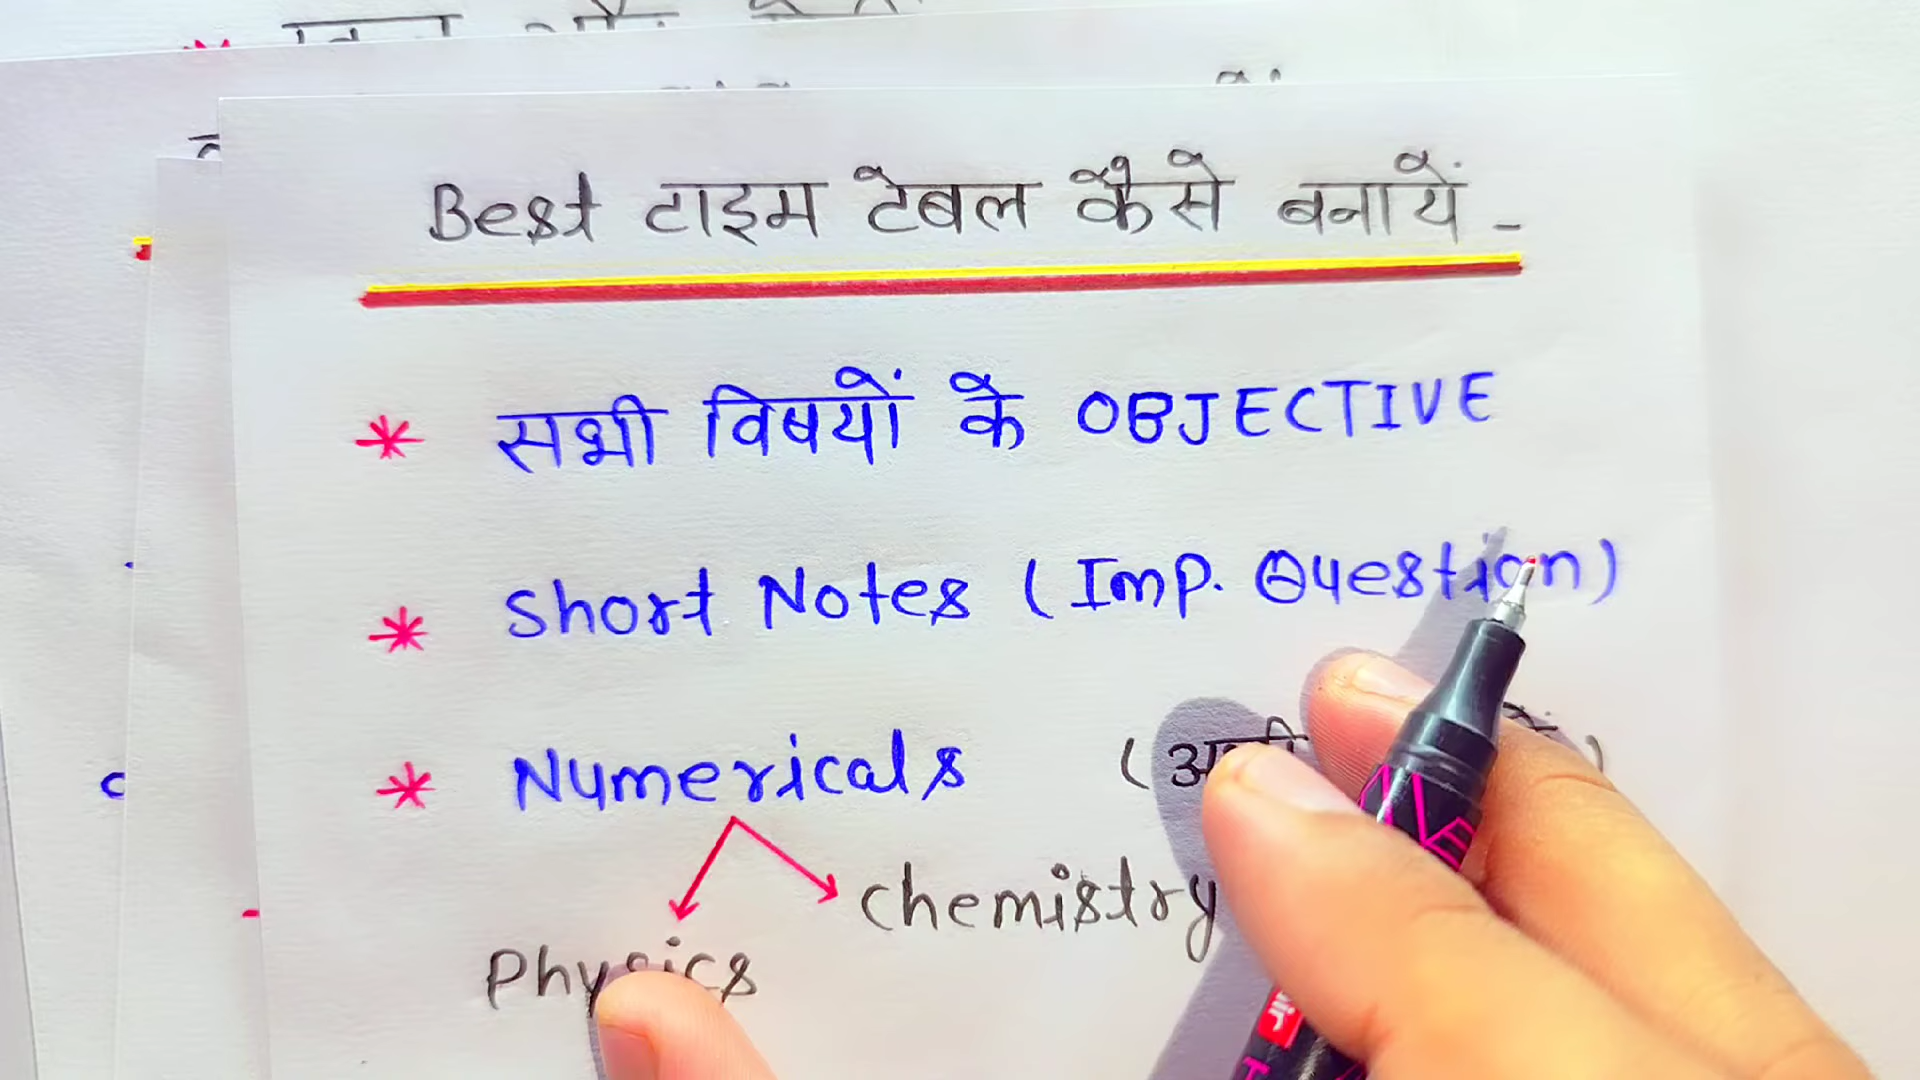 Best टाइम टेबल कैसे बनायें -
* सभी विषयों के OBJECTIVE
* Short Notes (Imp. Question)
* Numericals (
Chemistry
Physics